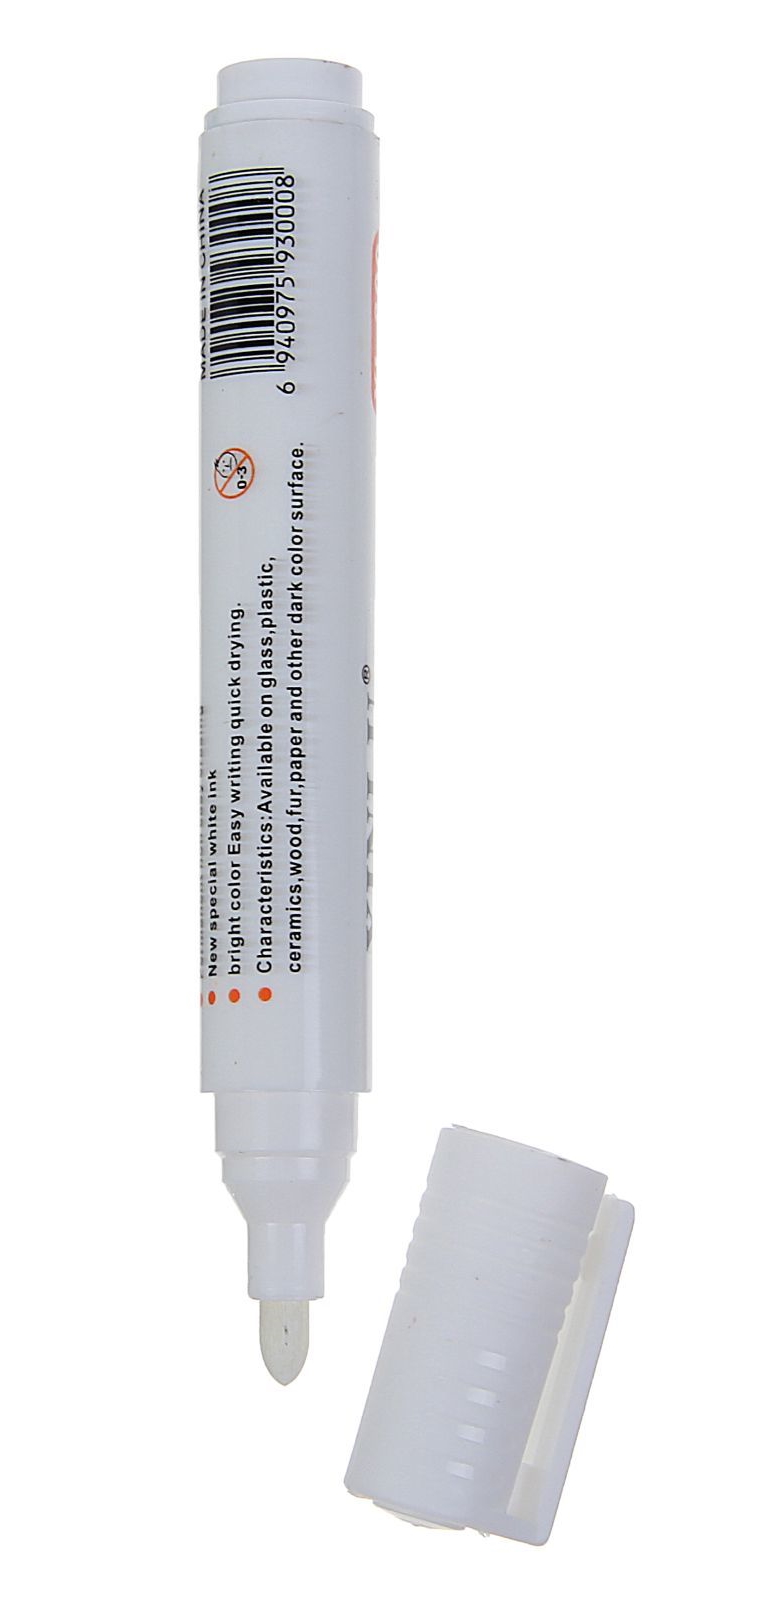 MADE IN CHINA
6 940975 930008
0-3
New special white ink
bright color Easy writing quick drying.
Characteristics:Available on glass,plastic,
ceramics,wood,fur,paper and other dark color surface.
®